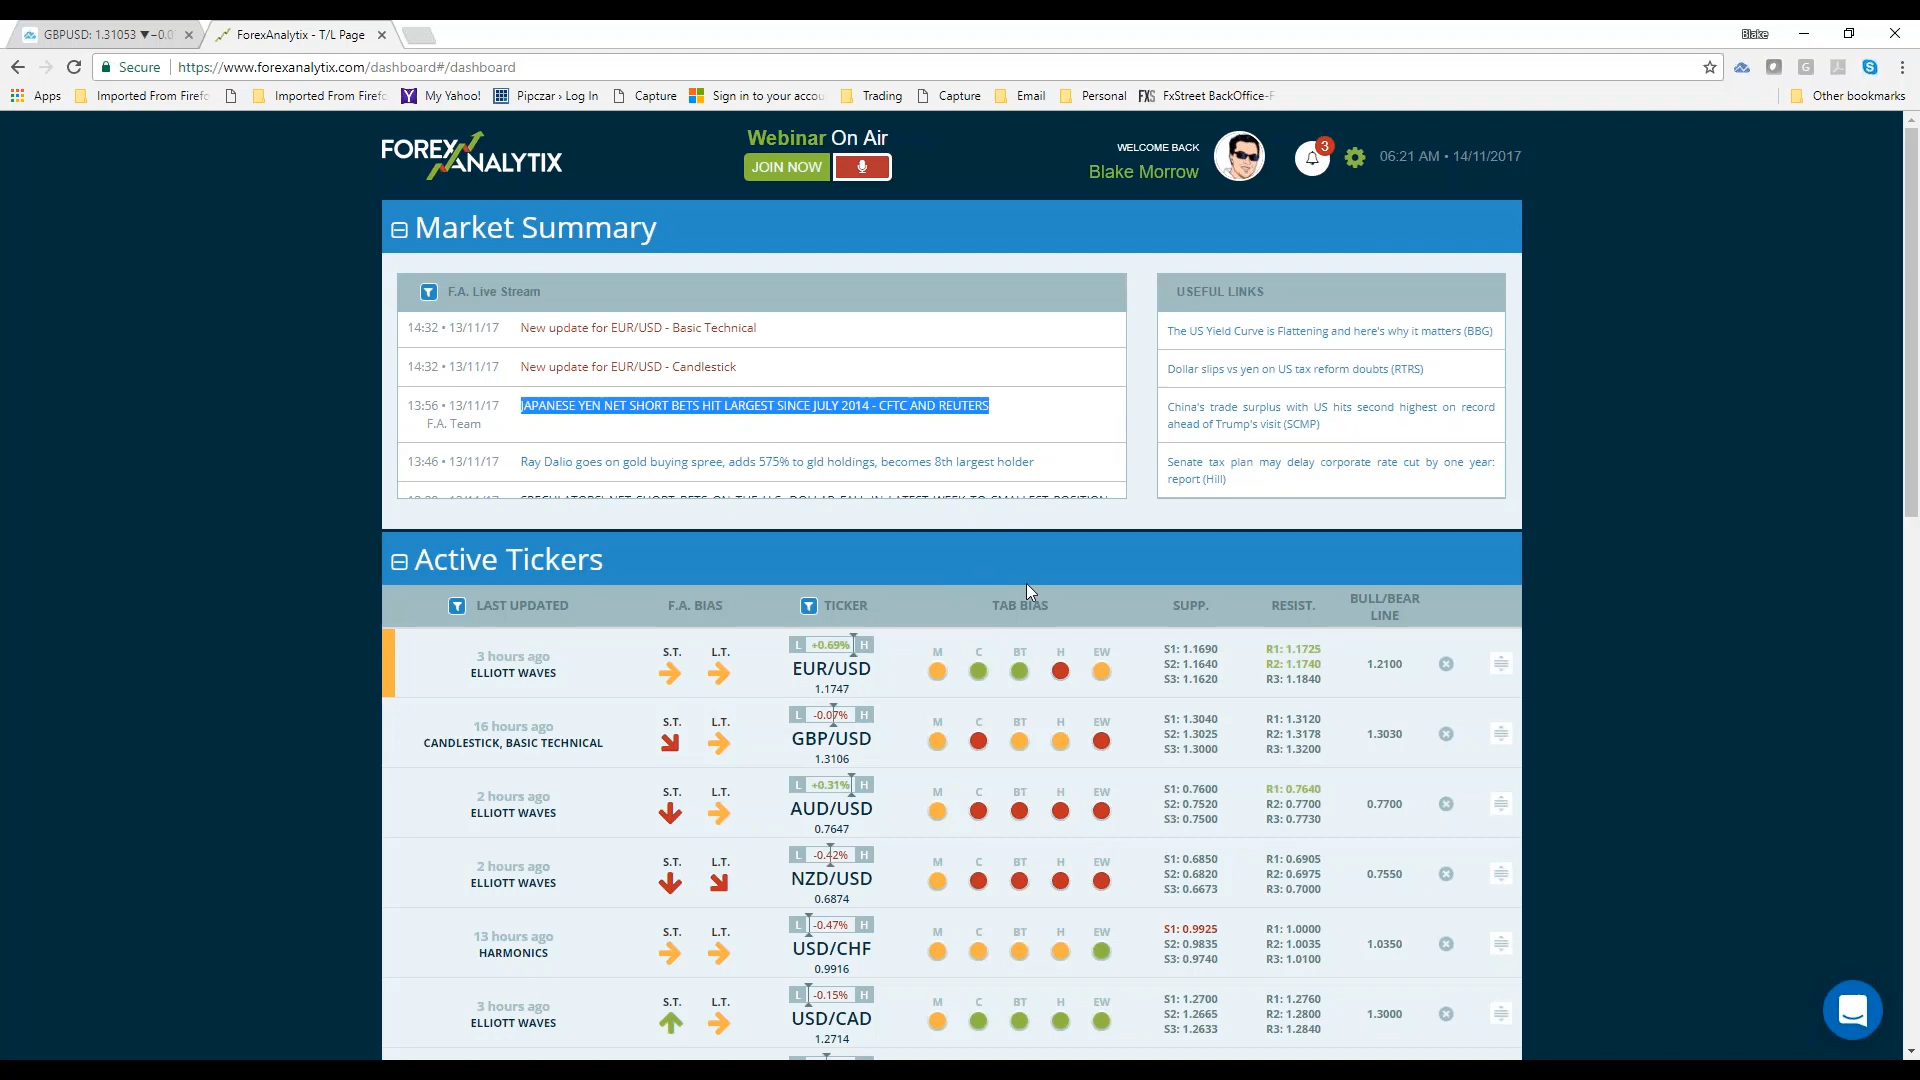 GBPUSD: 1.31053 ▼−0.0
ForexAnalytix - T/L Page
Blake
Secure
https://www.forexanalytix.com/dashboard#/dashboard
Apps
Imported From Firefo
Imported From Firefo
My Yahoo!
Pipczar › Log In
Capture
Sign in to your accou
Trading
Capture
Email
Personal
FXS FxStreet BackOffice-F
Other bookmarks
FOREX ANALYTIX
Webinar On Air
JOIN NOW
WELCOME BACK
Blake Morrow
3
06:21 AM • 14/11/2017
Market Summary
F.A. Live Stream
14:32 • 13/11/17 New update for EUR/USD - Basic Technical
14:32 • 13/11/17 New update for EUR/USD - Candlestick
13:56 • 13/11/17 JAPANESE YEN NET SHORT BETS HIT LARGEST SINCE JULY 2014 - CFTC AND REUTERS
F.A. Team
13:46 • 13/11/17 Ray Dalio goes on gold buying spree, adds 575% to gld holdings, becomes 8th largest holder
USEFUL LINKS
The US Yield Curve is Flattening and here's why it matters (BBG)
Dollar slips vs yen on US tax reform doubts (RTRS)
China's trade surplus with US hits second highest on record
ahead of Trump's visit (SCMP)
Senate tax plan may delay corporate rate cut by one year:
report (Hill)
Active Tickers
LAST UPDATED F.A. BIAS TICKER TAB BIAS SUPP. RESIST. BULL/BEAR
LINE
L +0.69% H
3 hours ago S.T. L.T. M C BT H EW S1: 1.1690 R1: 1.1725
ELLIOTT WAVES EUR/USD S2: 1.1640 R2: 1.1740 1.2100
1.1747 S3: 1.1620 R3: 1.1840
L -0.07% H
16 hours ago S.T. L.T. M C BT H EW S1: 1.3040 R1: 1.3120
CANDLESTICK, BASIC TECHNICAL GBP/USD S2: 1.3025 R2: 1.3178 1.3030
1.3106 S3: 1.3000 R3: 1.3200
L +0.31% H
2 hours ago S.T. L.T. M C BT H EW S1: 0.7600 R1: 0.7640
ELLIOTT WAVES AUD/USD S2: 0.7520 R2: 0.7700 0.7700
0.7647 S3: 0.7500 R3: 0.7730
L -0.42% H
2 hours ago S.T. L.T. M C BT H EW S1: 0.6850 R1: 0.6905
ELLIOTT WAVES NZD/USD S2: 0.6820 R2: 0.6975 0.7550
0.6874 S3: 0.6673 R3: 0.7000
L -0.47% H
13 hours ago S.T. L.T. M C BT H EW S1: 0.9925 R1: 1.0000
HARMONICS USD/CHF S2: 0.9835 R2: 1.0035 1.0350
0.9916 S3: 0.9740 R3: 1.0100
L -0.15% H
3 hours ago S.T. L.T. M C BT H EW S1: 1.2700 R1: 1.2760
ELLIOTT WAVES USD/CAD S2: 1.2665 R2: 1.2800 1.3000
1.2714 S3: 1.2633 R3: 1.2840